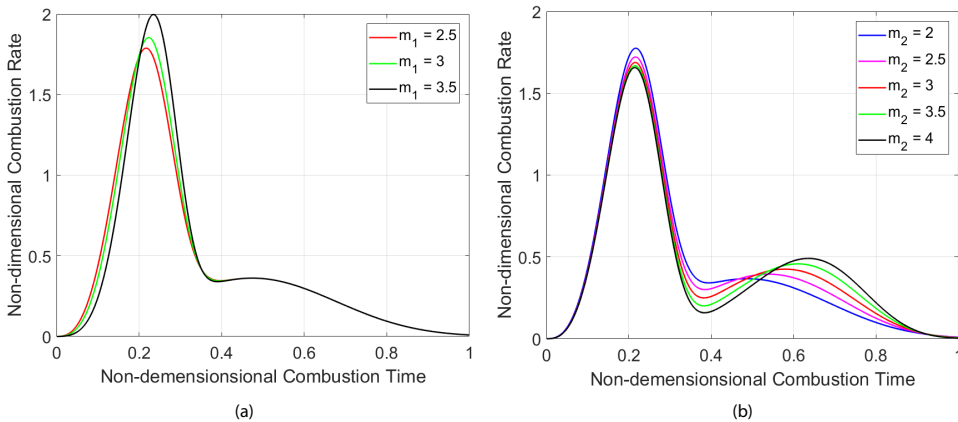 2
1.5
1
0.5
0
Non-dimensional Combustion Rate
m₁ = 2.5
m₁ = 3
m₁ = 3.5
0 0.2 0.4 0.6 0.8 1
Non-demensionsional Combustion Time
(a)
2
1.5
1
0.5
0
Non-dimensional Combustion Rate
m₂ = 2
m₂ = 2.5
m₂ = 3
m₂ = 3.5
m₂ = 4
0 0.2 0.4 0.6 0.8 1
Non-demensionsional Combustion Time
(b)